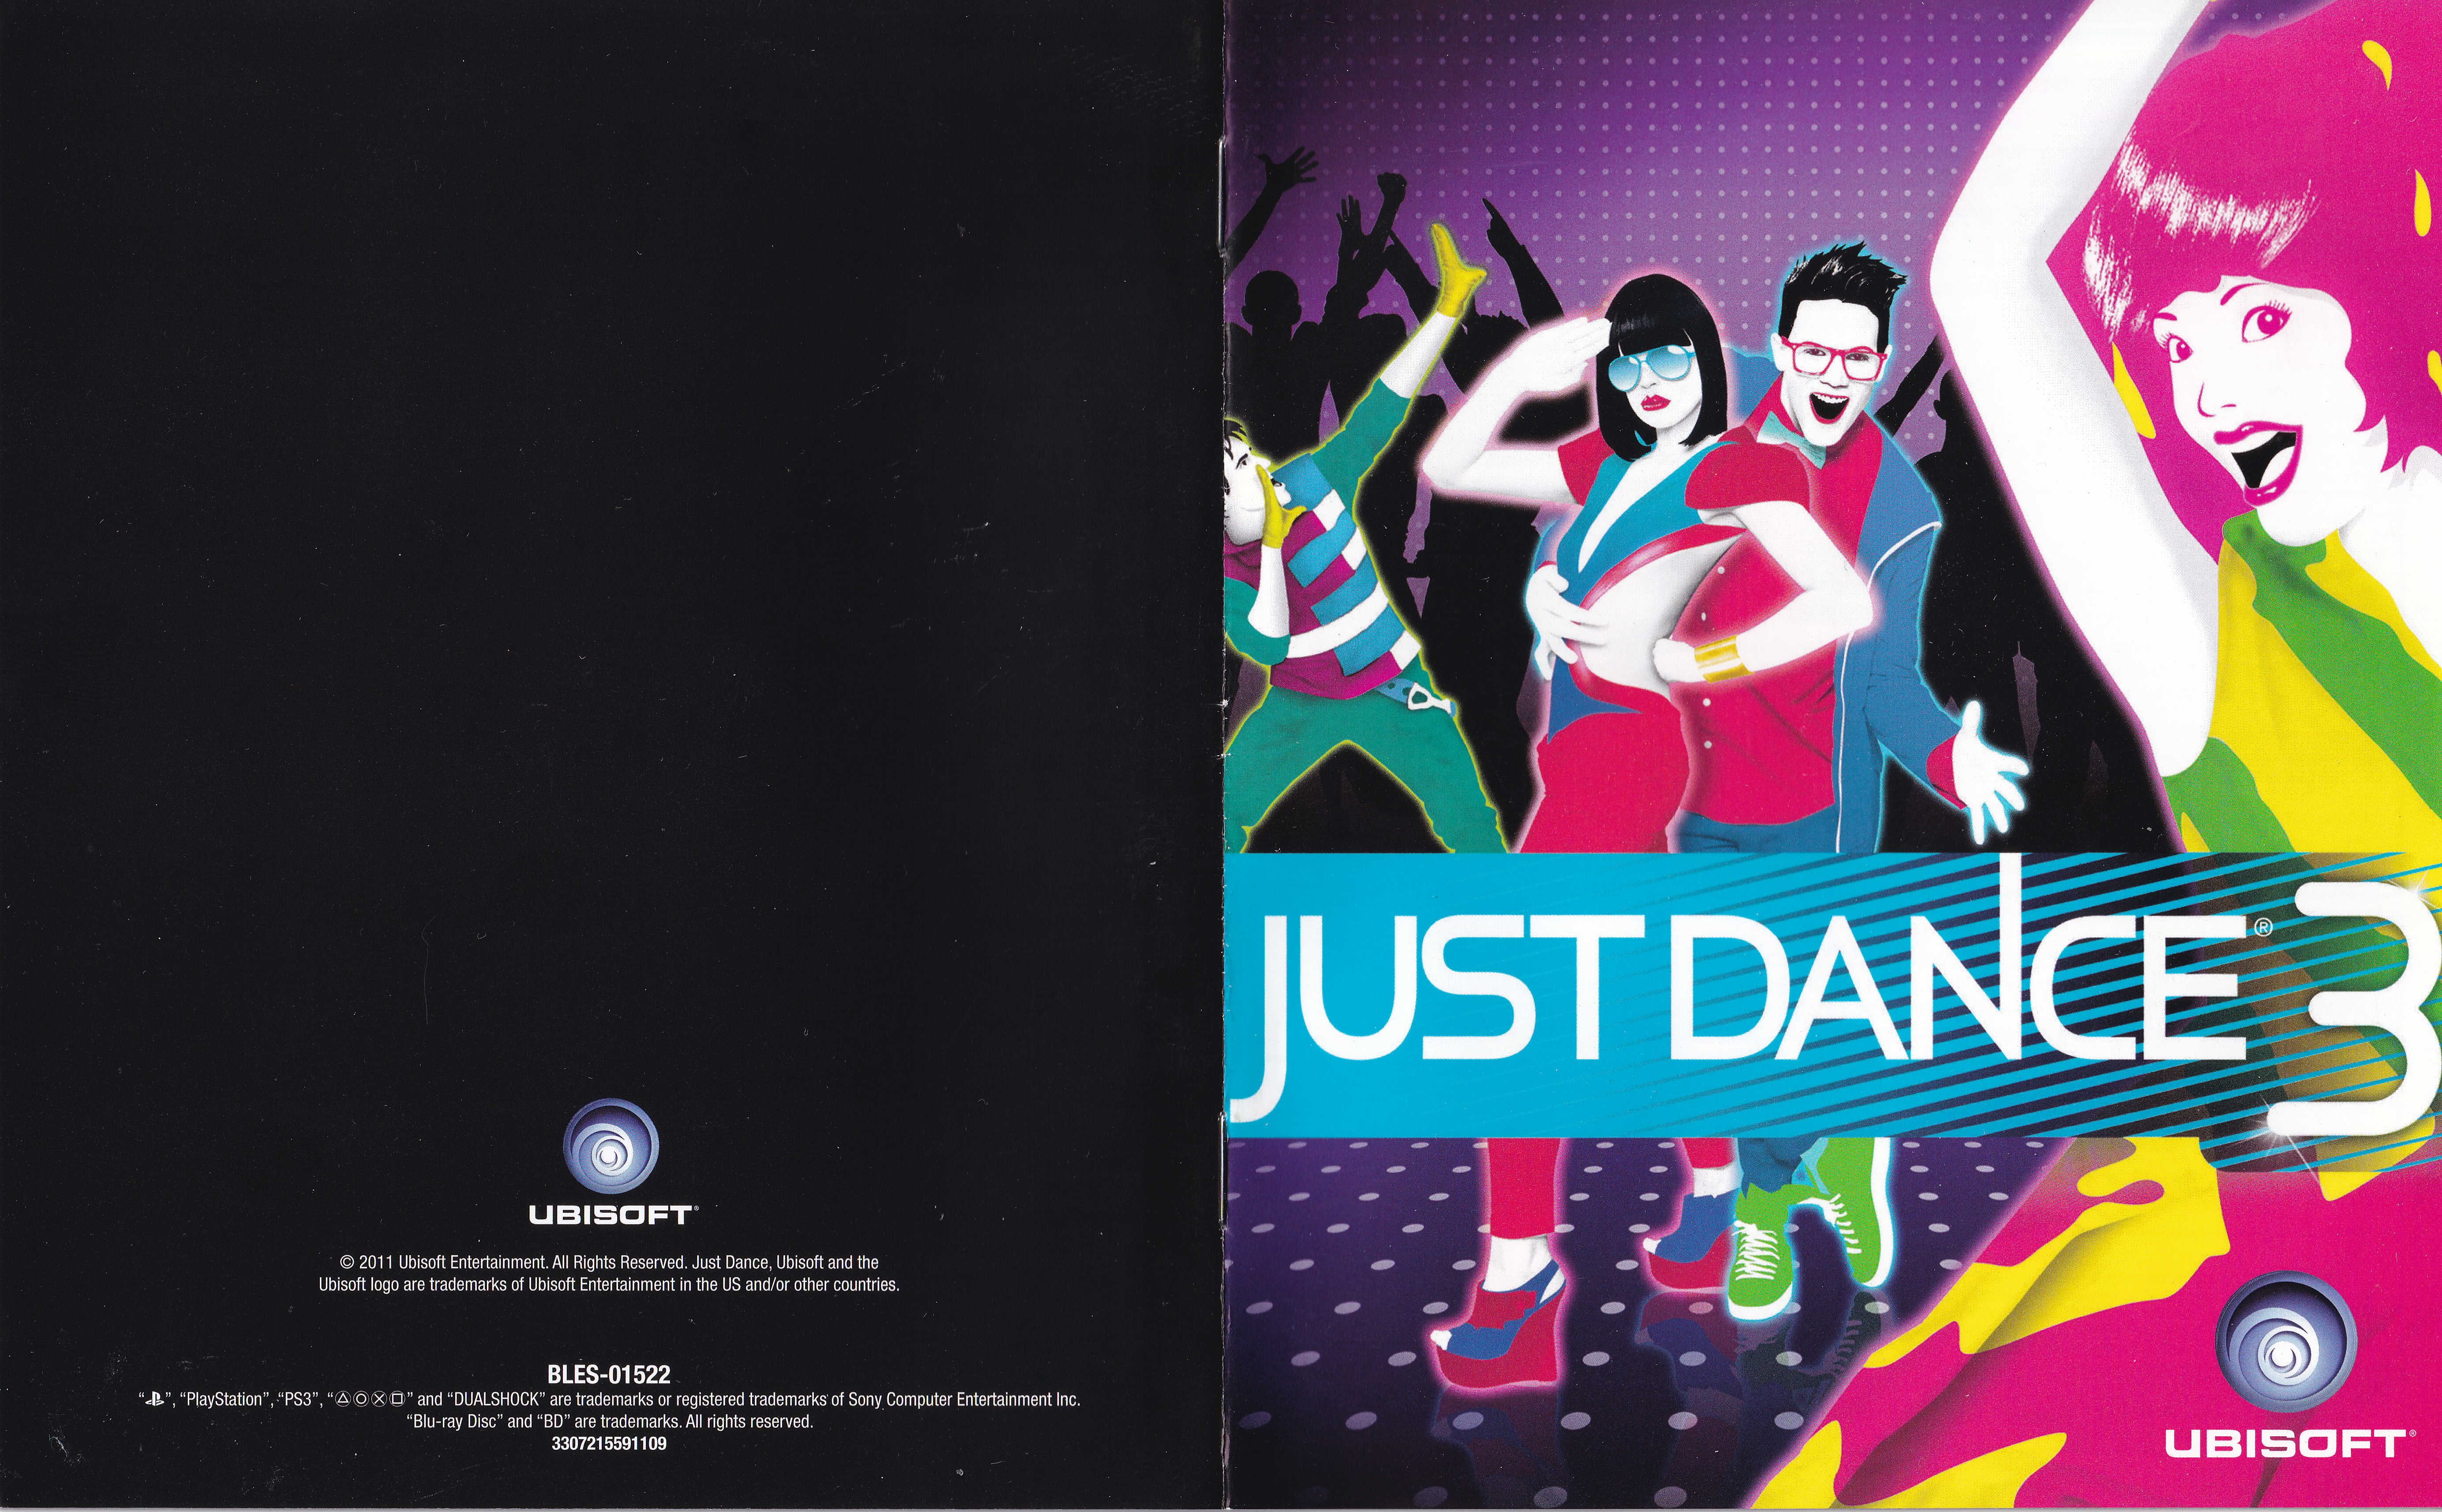 UBISOFT®
© 2011 Ubisoft Entertainment. All Rights Reserved. Just Dance, Ubisoft and the
Ubisoft logo are trademarks of Ubisoft Entertainment in the US and/or other countries.
BLES-01522
“”, “PlayStation”, “PS3”, “△○✕□” and “DUALSHOCK” are trademarks or registered trademarks of Sony Computer Entertainment Inc.
“Blu-ray Disc” and “BD” are trademarks. All rights reserved.
3307215591109
JUST DANCE® 3
UBISOFT®